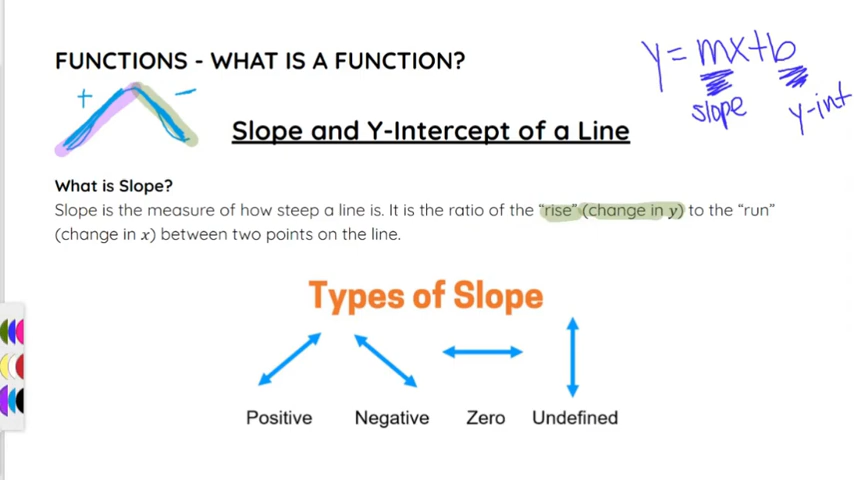 FUNCTIONS - WHAT IS A FUNCTION?
y = mx+b
slope
y-int
+
−
Slope and Y-Intercept of a Line
What is Slope?
Slope is the measure of how steep a line is. It is the ratio of the “rise” (change in y) to the “run”
(change in x) between two points on the line.
Types of Slope
Positive Negative Zero Undefined